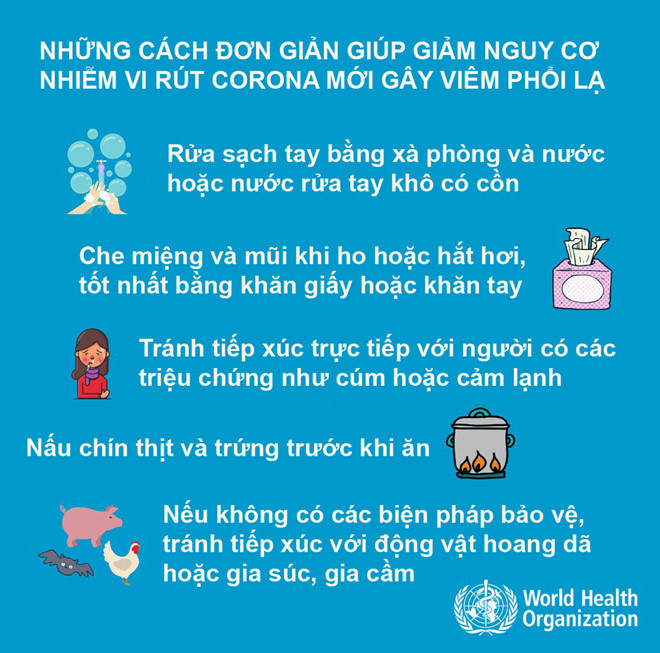 NHỮNG CÁCH ĐƠN GIẢN GIÚP GIẢM NGUY CƠ
NHIỄM VI RÚT CORONA MỚI GÂY VIÊM PHỔI LẠ
Rửa sạch tay bằng xà phòng và nước
hoặc nước rửa tay khô có cồn
Che miệng và mũi khi ho hoặc hắt hơi,
tốt nhất bằng khăn giấy hoặc khăn tay
Tránh tiếp xúc trực tiếp với người có các
triệu chứng như cúm hoặc cảm lạnh
Nấu chín thịt và trứng trước khi ăn
Nếu không có các biện pháp bảo vệ,
tránh tiếp xúc với động vật hoang dã
hoặc gia súc, gia cầm
World Health
Organization